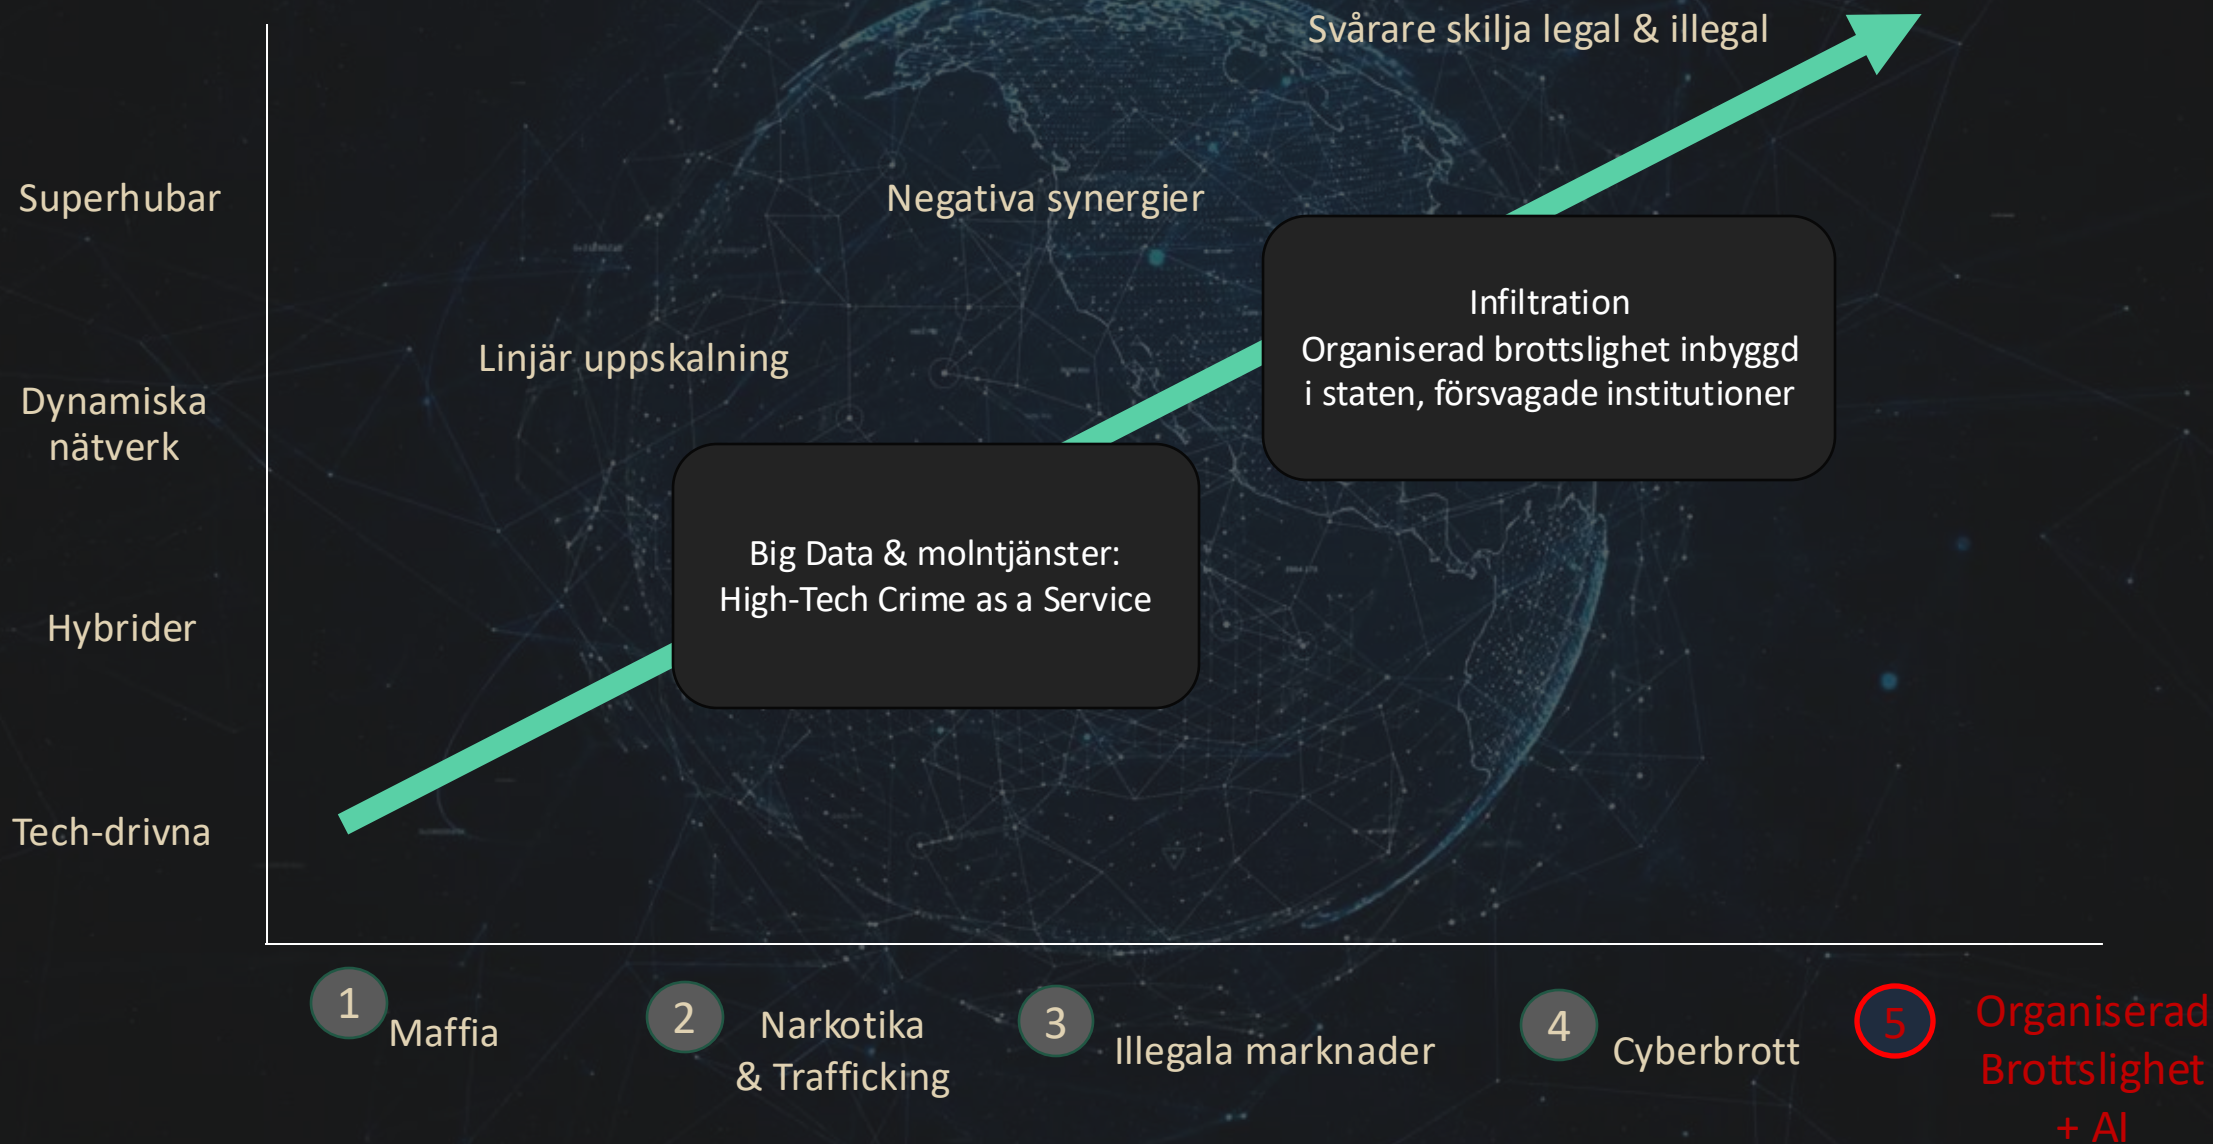 Svårare skilja legal & illegal
Superhubar
Negativa synergier
Infiltration
Organiserad brottslighet inbyggd
i staten, försvagade institutioner
Linjär uppskalning
Dynamiska
nätverk
Big Data & molntjänster:
High-Tech Crime as a Service
Hybrider
Tech-drivna
1
Maffia
2
Narkotika
& Trafficking
3
Illegala marknader
4
Cyberbrott
5
Organiserad
Brottslighet
+ AI